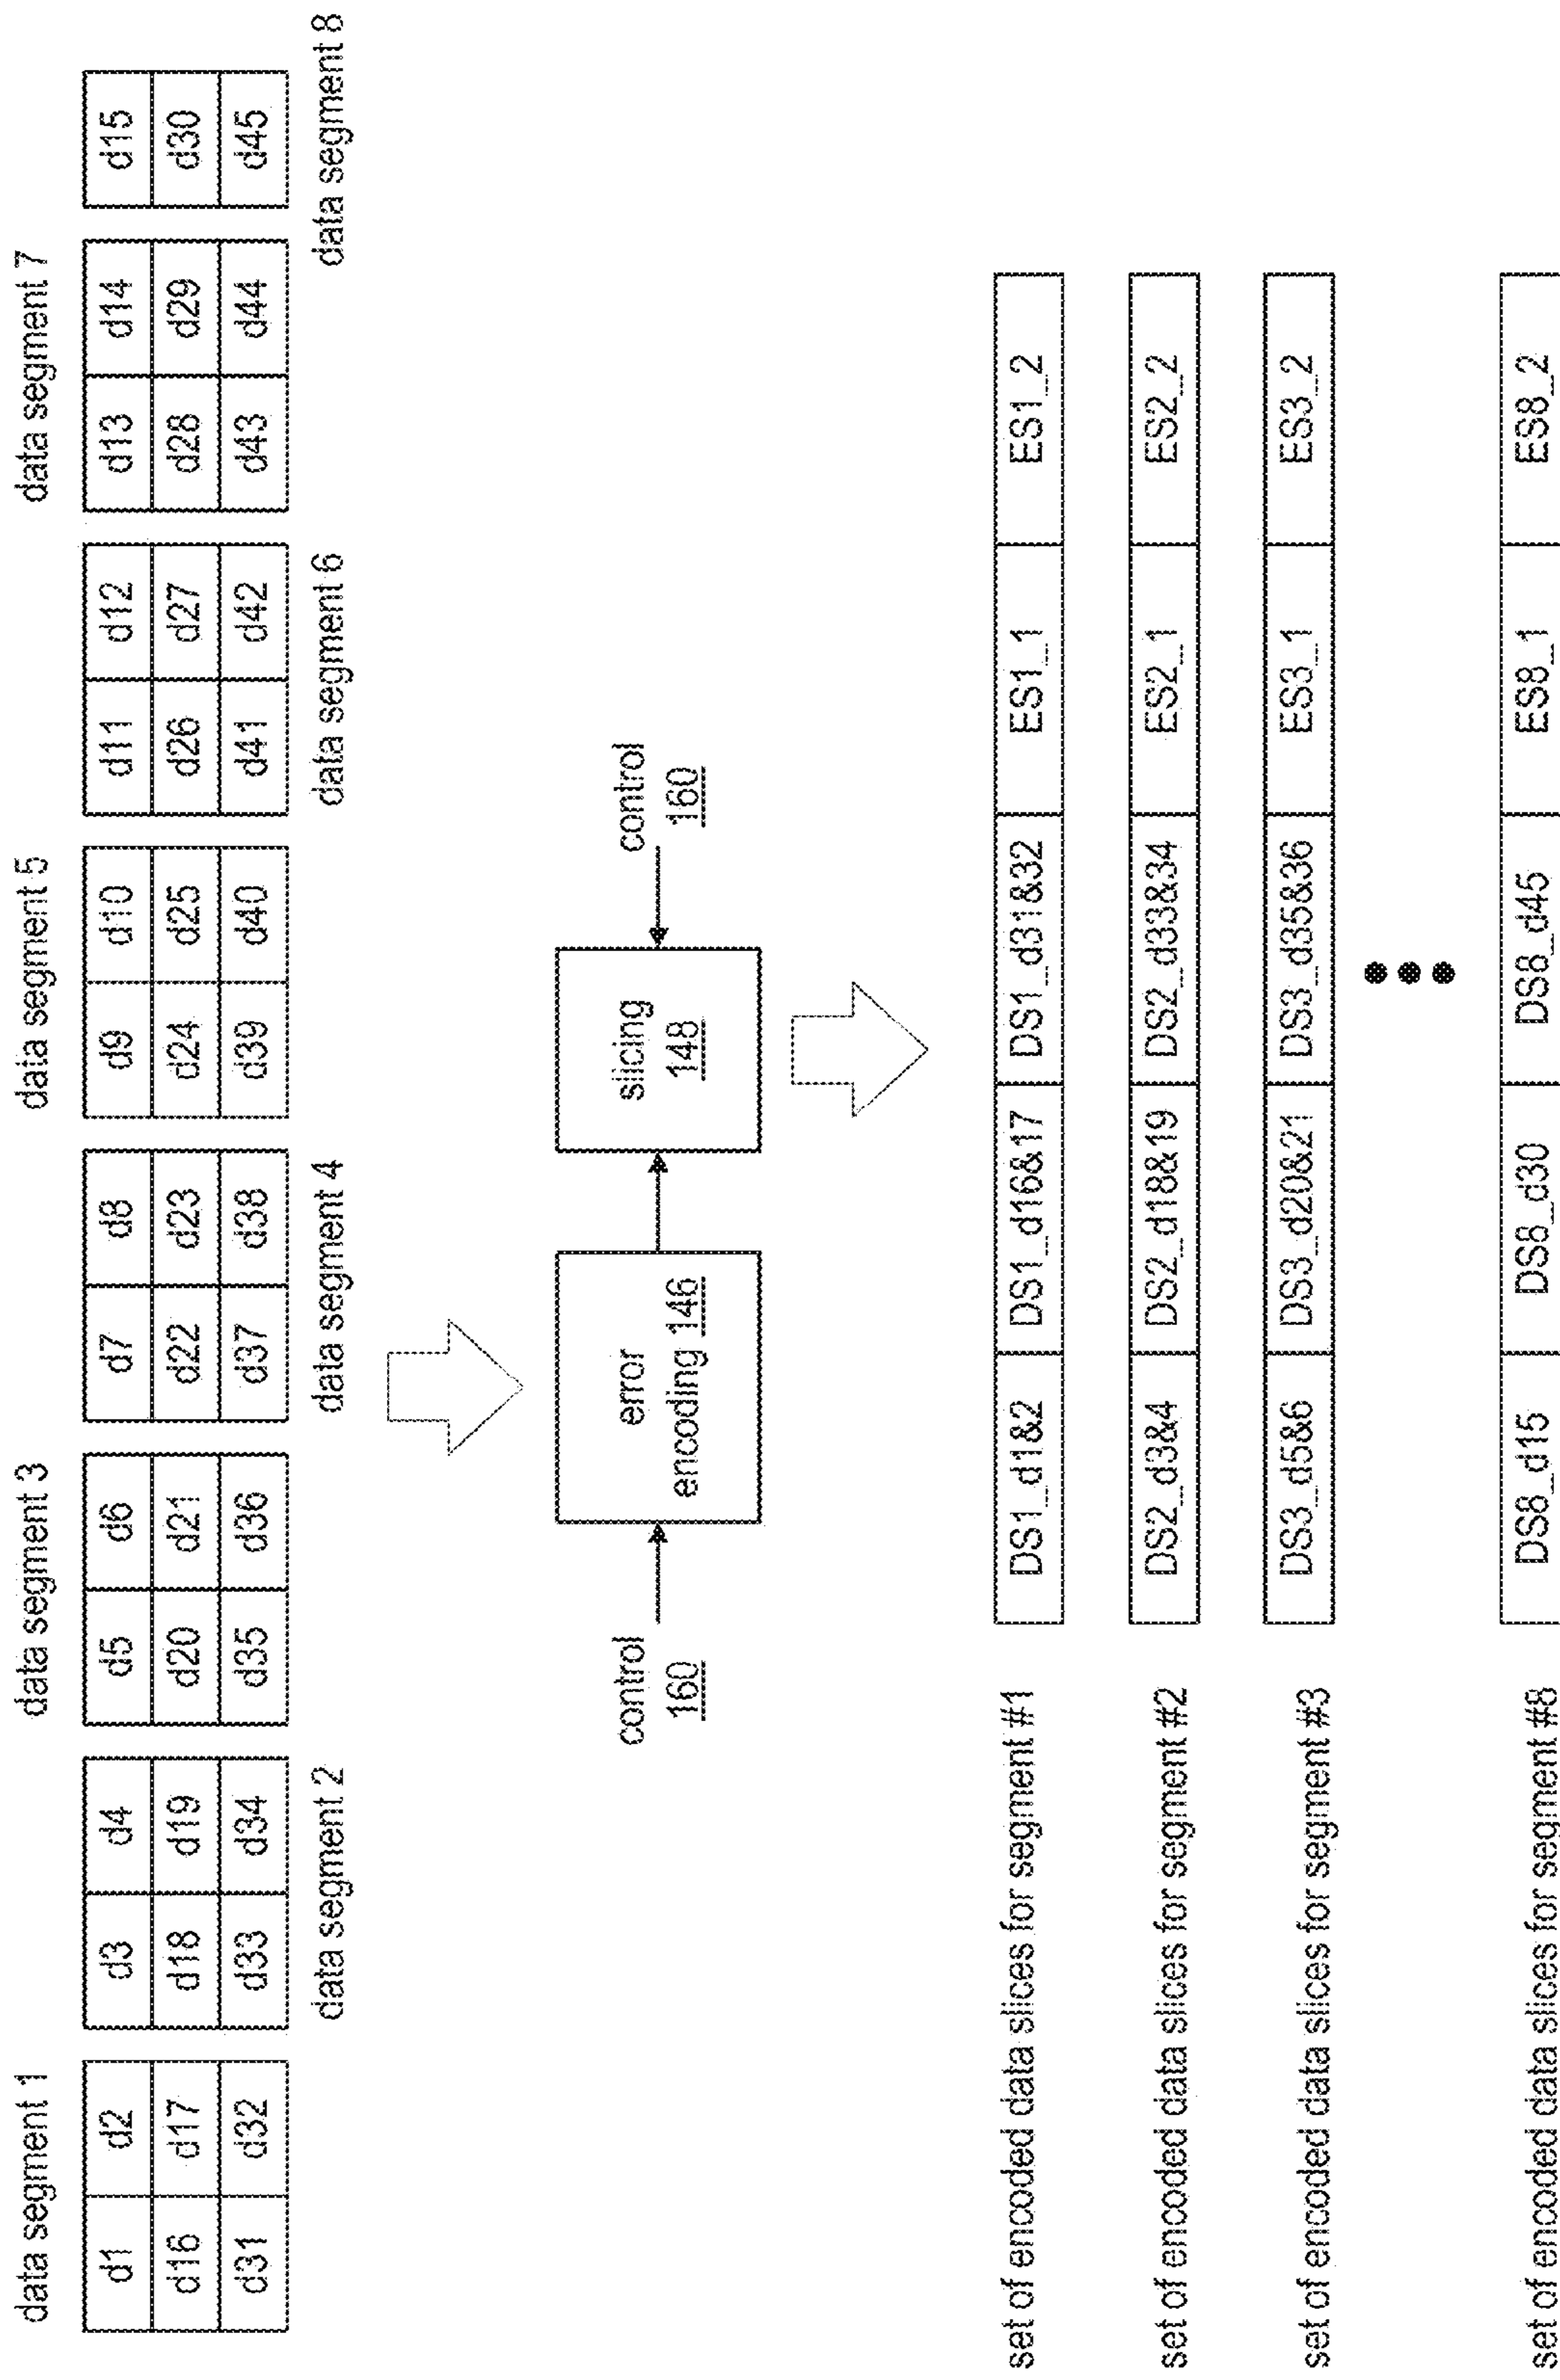 data segment 1
data segment 3
data segment 5
data segment 7
d1 d2 d3 d4 d5 d6 d7 d8 d9 d10 d11 d12 d13 d14 d15
d16 d17 d18 d19 d20 d21 d22 d23 d24 d25 d26 d27 d28 d29 d30
d31 d32 d33 d34 d35 d36 d37 d38 d39 d40 d41 d42 d43 d44 d45
data segment 2
data segment 4
data segment 6
data segment 8
control
160
error
encoding 146
slicing
148
control
160
set of encoded data slices for segment #1 DS1_d1&2 DS1_d16&17 DS1_d31&32 ES1_1 ES1_2
set of encoded data slices for segment #2 DS2_d3&4 DS2_d18&19 DS2_d33&34 ES2_1 ES2_2
set of encoded data slices for segment #3 DS3_d5&6 DS3_d20&21 DS3_d35&36 ES3_1 ES3_2
set of encoded data slices for segment #8 DS8_d15 DS8_d30 DS8_d45 ES8_1 ES8_2